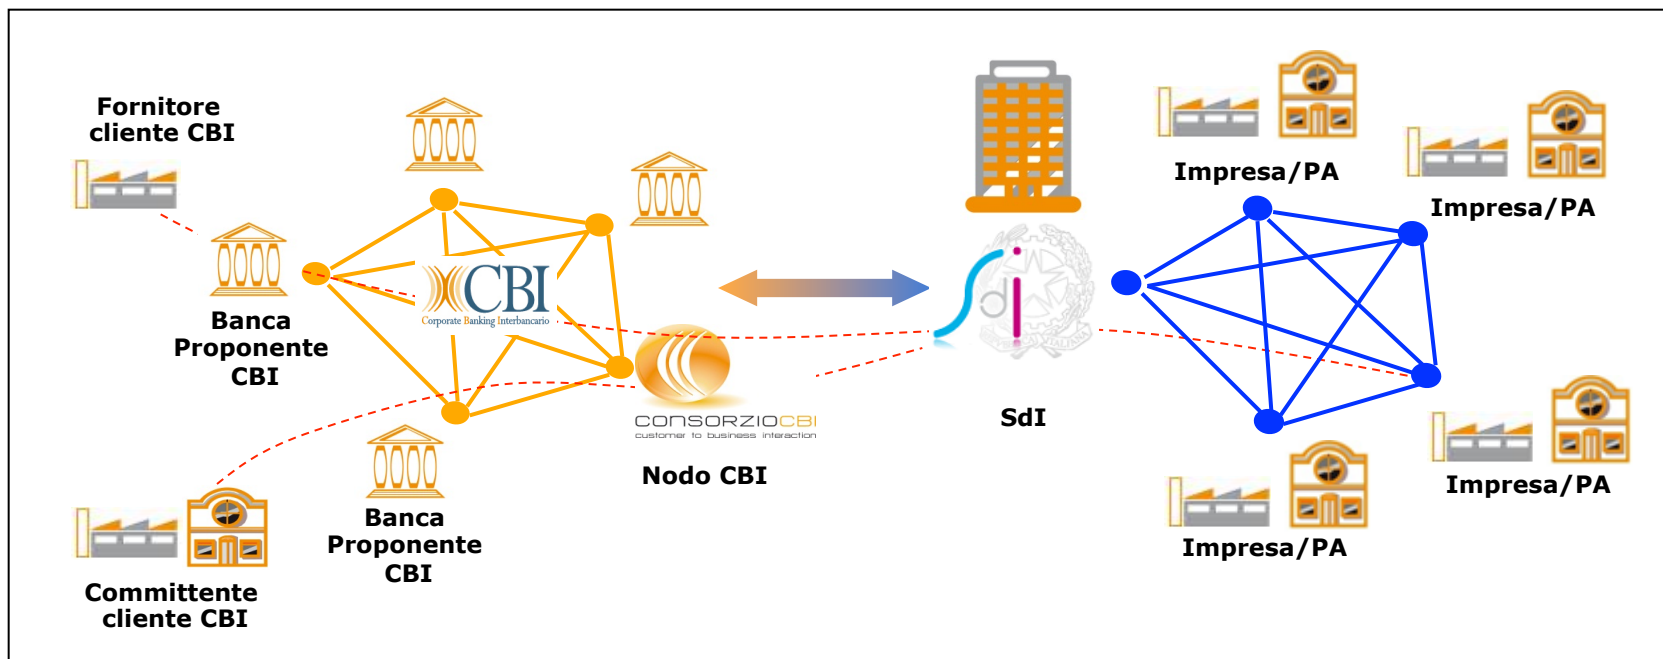 Fornitore
cliente CBI
Banca
Proponente
CBI
CBI
Corporate Banking Interbancario
CONSORZIOCBI
customer to business interaction
Nodo CBI
Banca
Proponente
CBI
Committente
cliente CBI
SdI
SdI
Impresa/PA
Impresa/PA
Impresa/PA
Impresa/PA